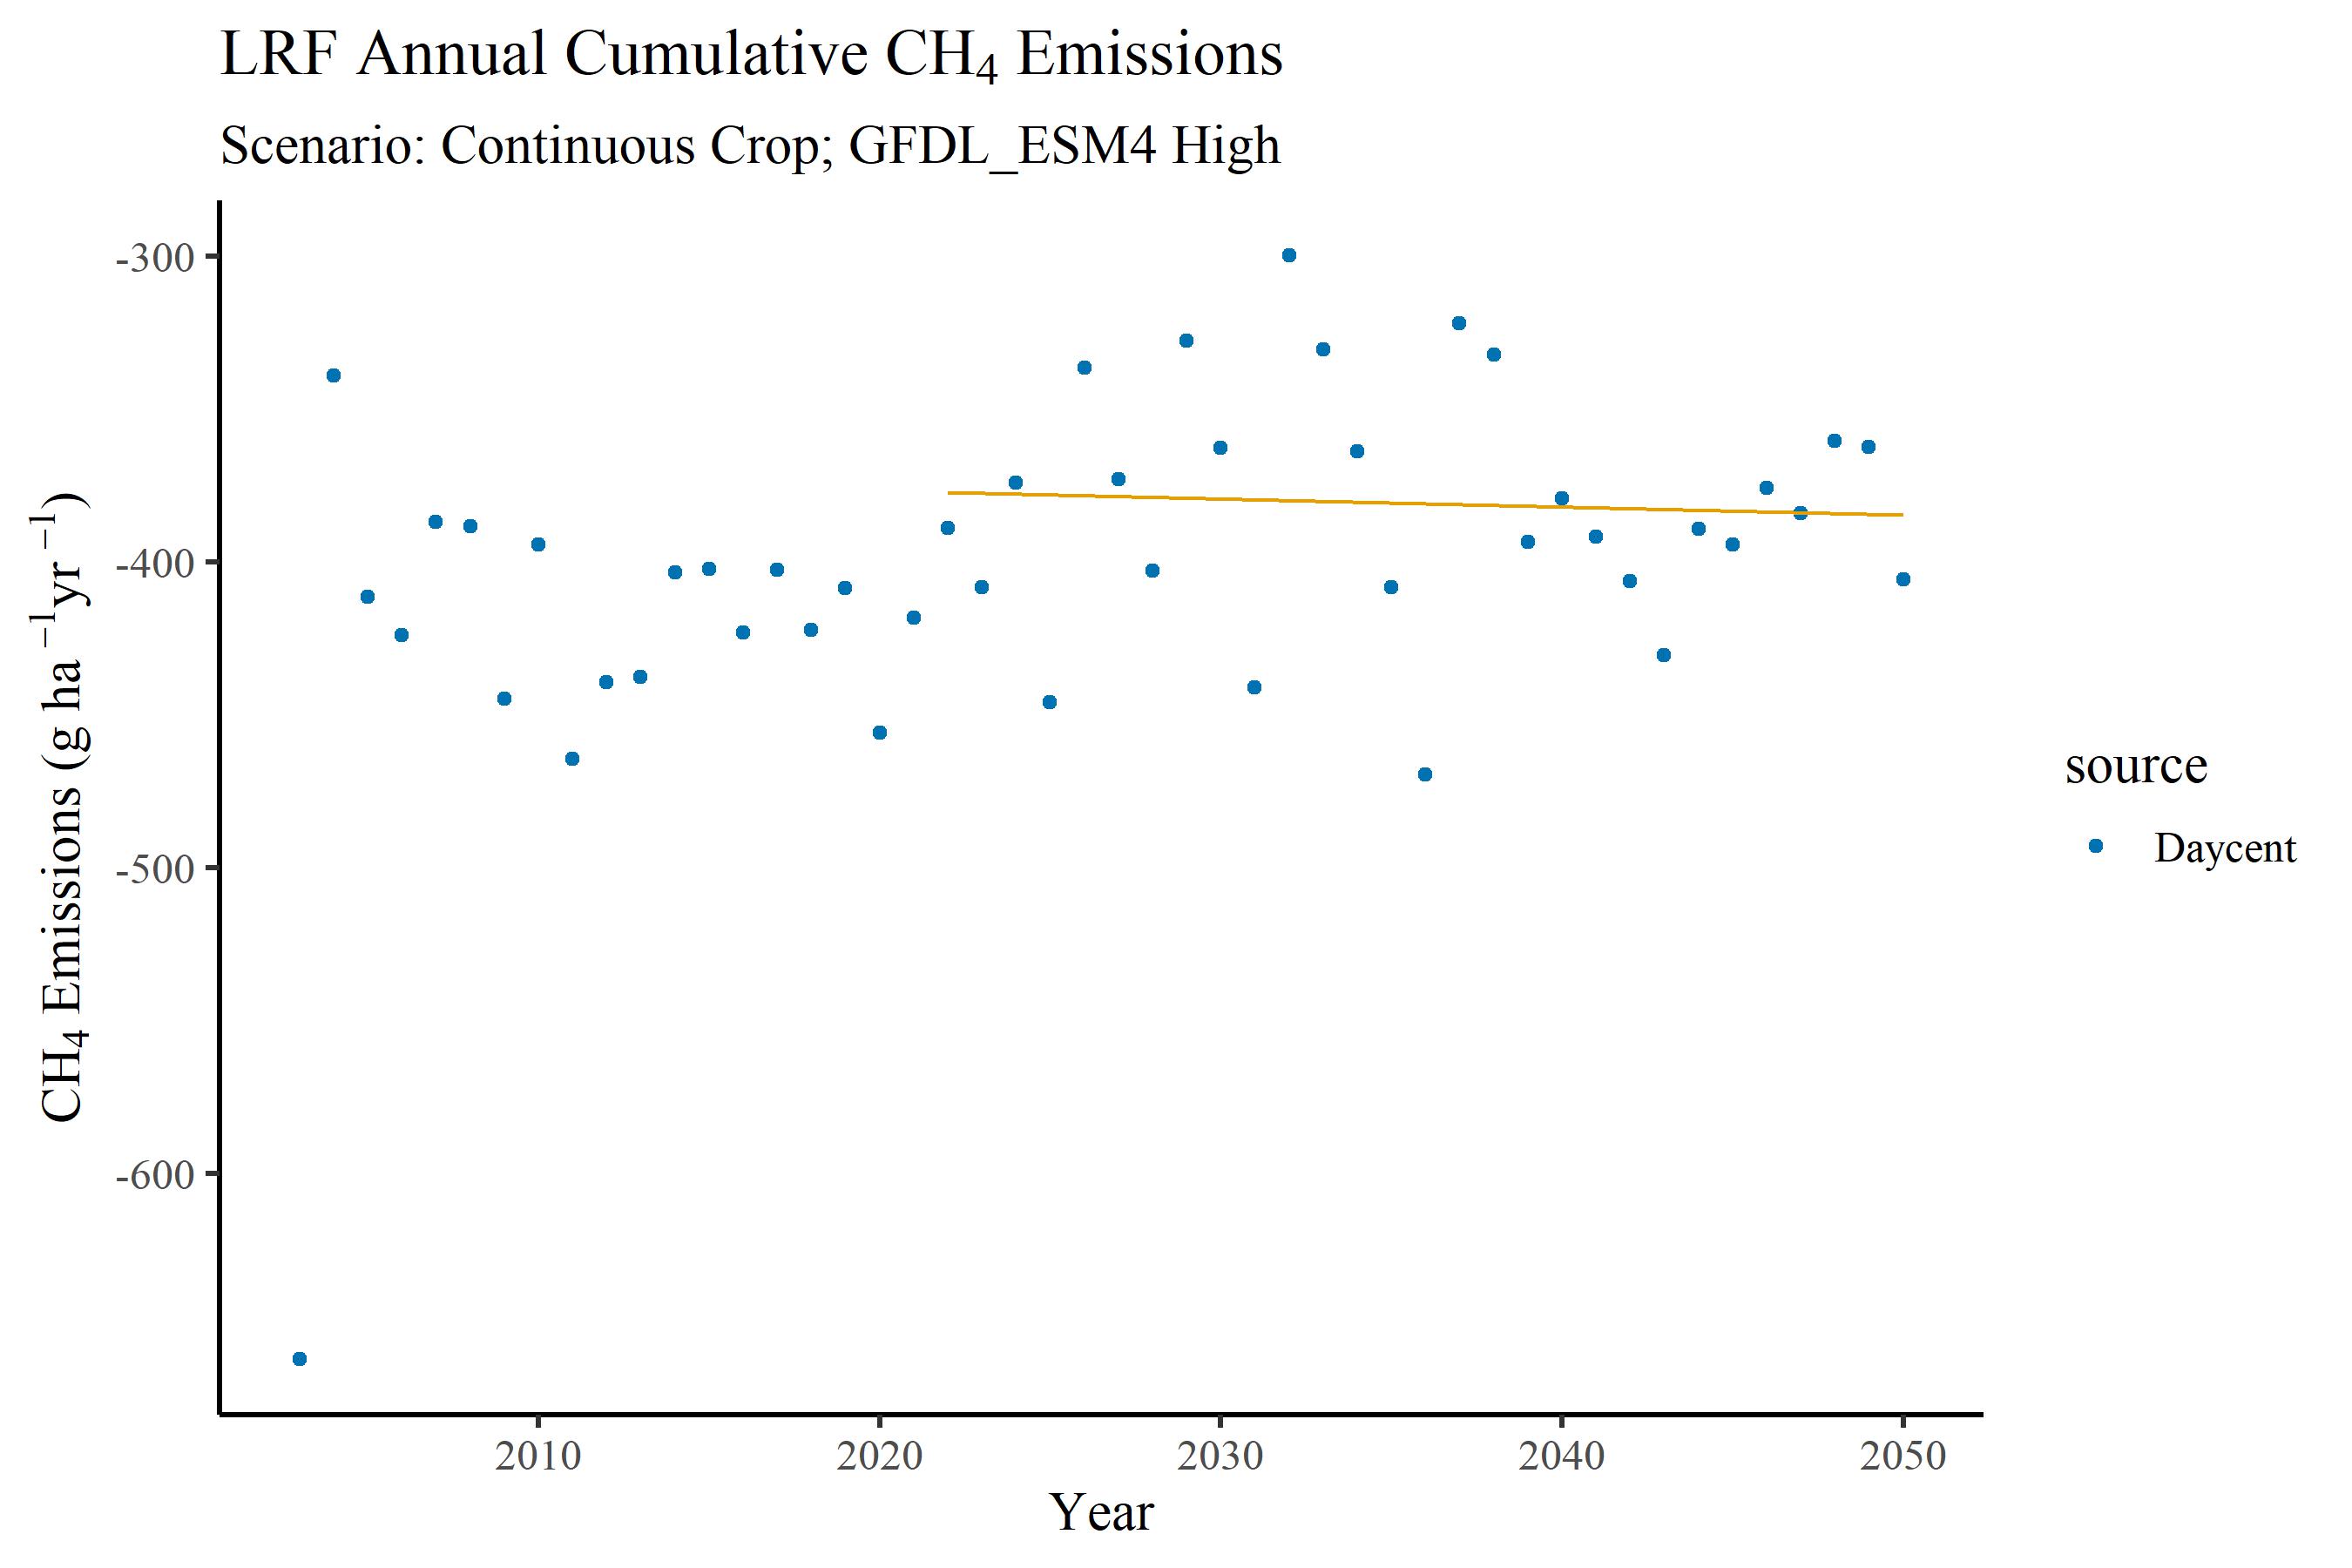 LRF Annual Cumulative CH₄ Emissions
Scenario: Continuous Crop; GFDL_ESM4 High
CH₄ Emissions (g ha ⁻¹yr ⁻¹)
-300
-400
-500
-600
2010
2020
2030
2040
2050
Year
source
Daycent